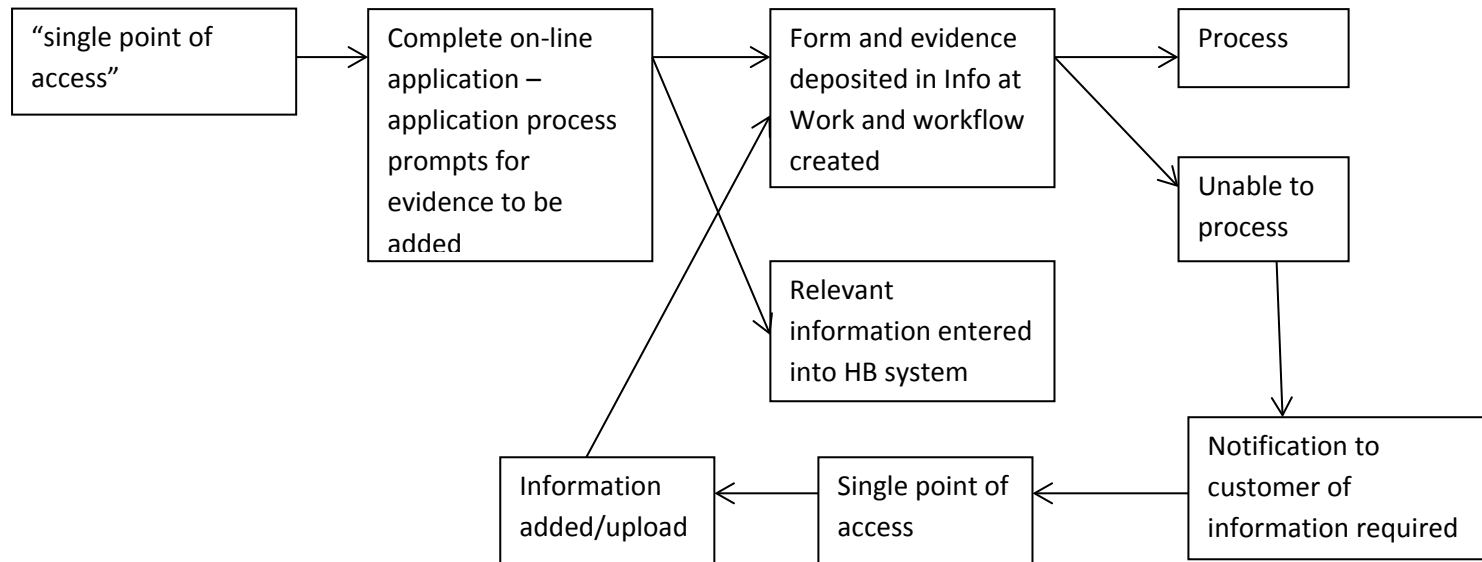 “single point of
access”
Complete on-line
application –
application process
prompts for
evidence to be
added
Form and evidence
deposited in Info at
Work and workflow
created
Process
Unable to
process
Relevant
information entered
into HB system
Notification to
customer of
information required
Single point of
access
Information
added/upload